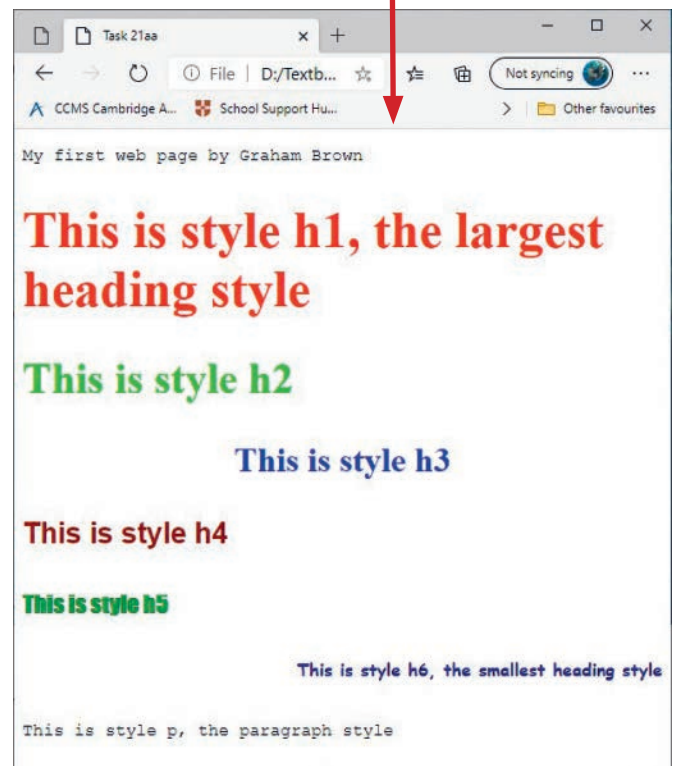 Task 21aa
File D:/Textb...
Not syncing
CCMS Cambridge A...
School Support Hu...
Other favourites
My first web page by Graham Brown
This is style h1, the largest
heading style
This is style h2
This is style h3
This is style h4
This is style h5
This is style h6, the smallest heading style
This is style p, the paragraph style